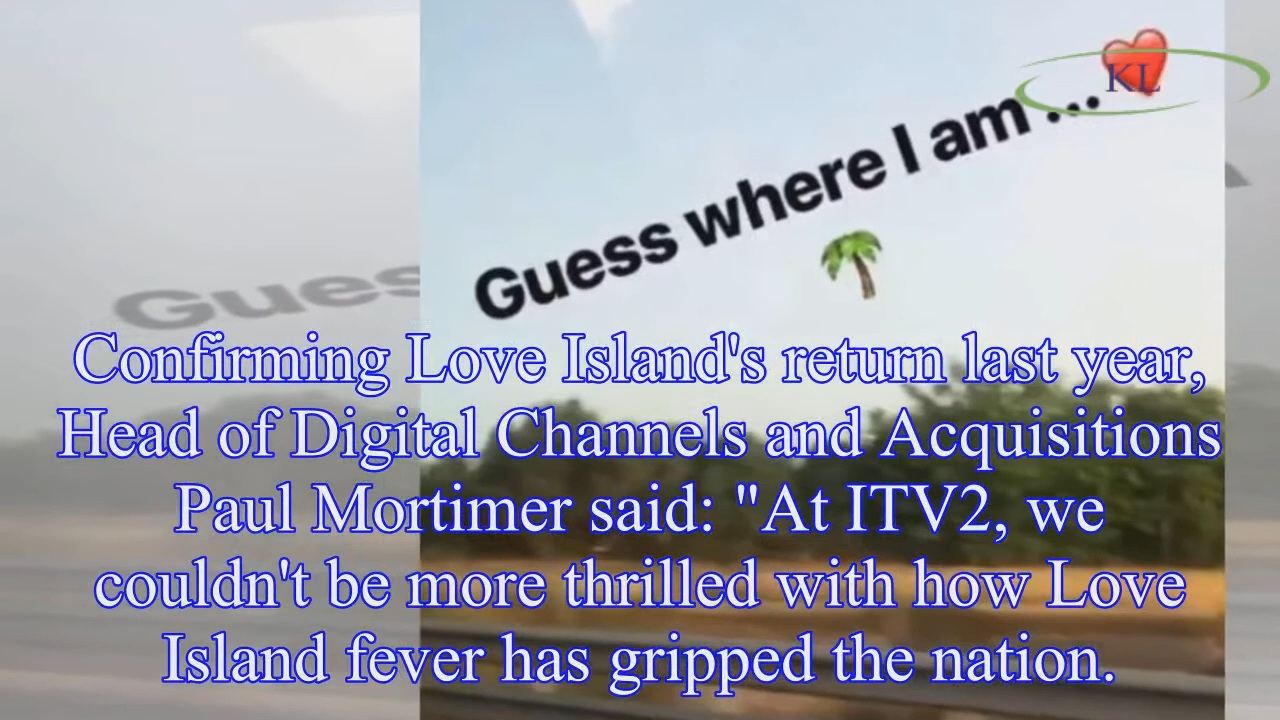 KL
Guess where I am ...
Gues
Confirming Love Island's return last year,
Head of Digital Channels and Acquisitions
Paul Mortimer said: "At ITV2, we
couldn't be more thrilled with how Love
Island fever has gripped the nation.